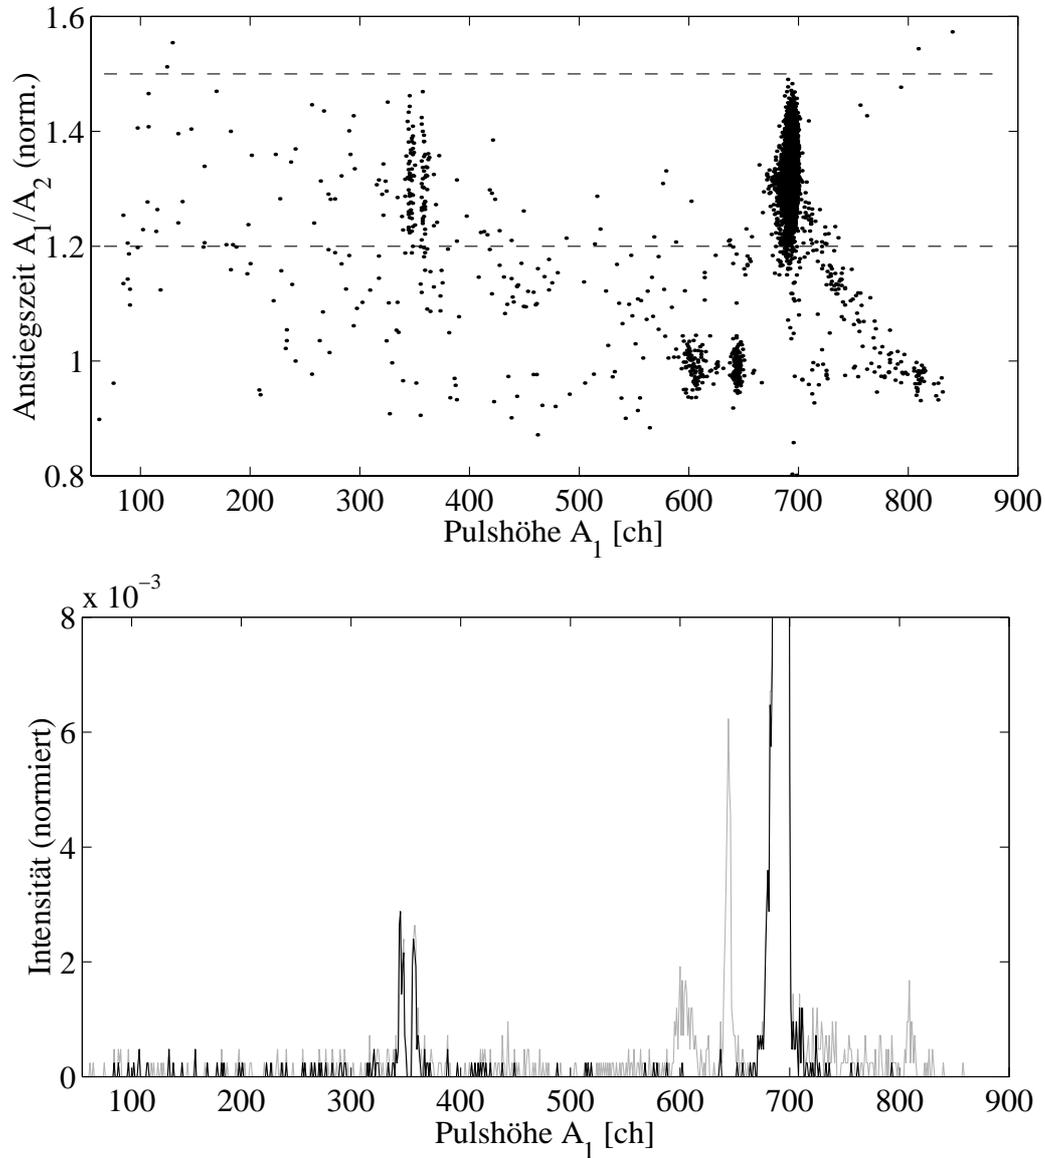 1.6
1.4
1.2
1
0.8
Anstiegszeit A1/A2 (norm.)
100 200 300 400 500 600 700 800 900
Pulshöhe A1 [ch]
x 10−3
8
6
4
2
0
Intensität (normiert)
100 200 300 400 500 600 700 800 900
Pulshöhe A1 [ch]